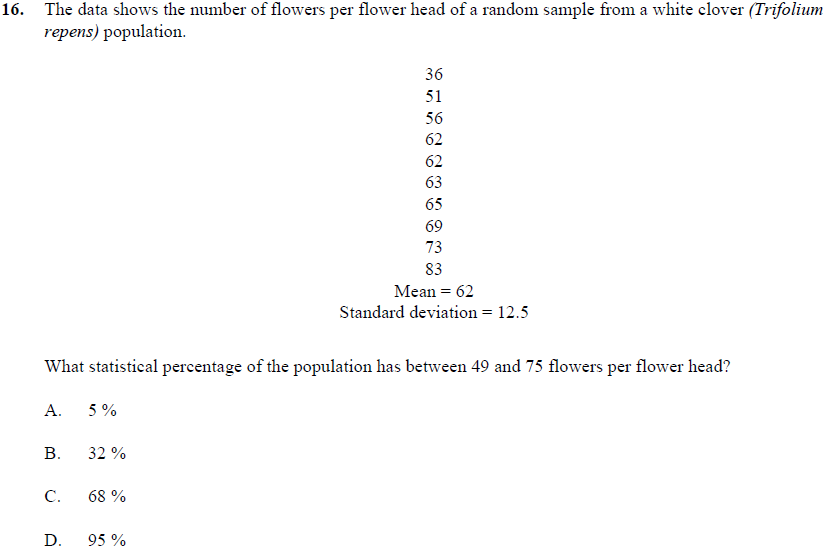 16. The data shows the number of flowers per flower head of a random sample from a white clover (Trifolium
repens) population.
36
51
56
62
62
63
65
69
73
83
Mean = 62
Standard deviation = 12.5
What statistical percentage of the population has between 49 and 75 flowers per flower head?
A. 5 %
B. 32 %
C. 68 %
D. 95 %